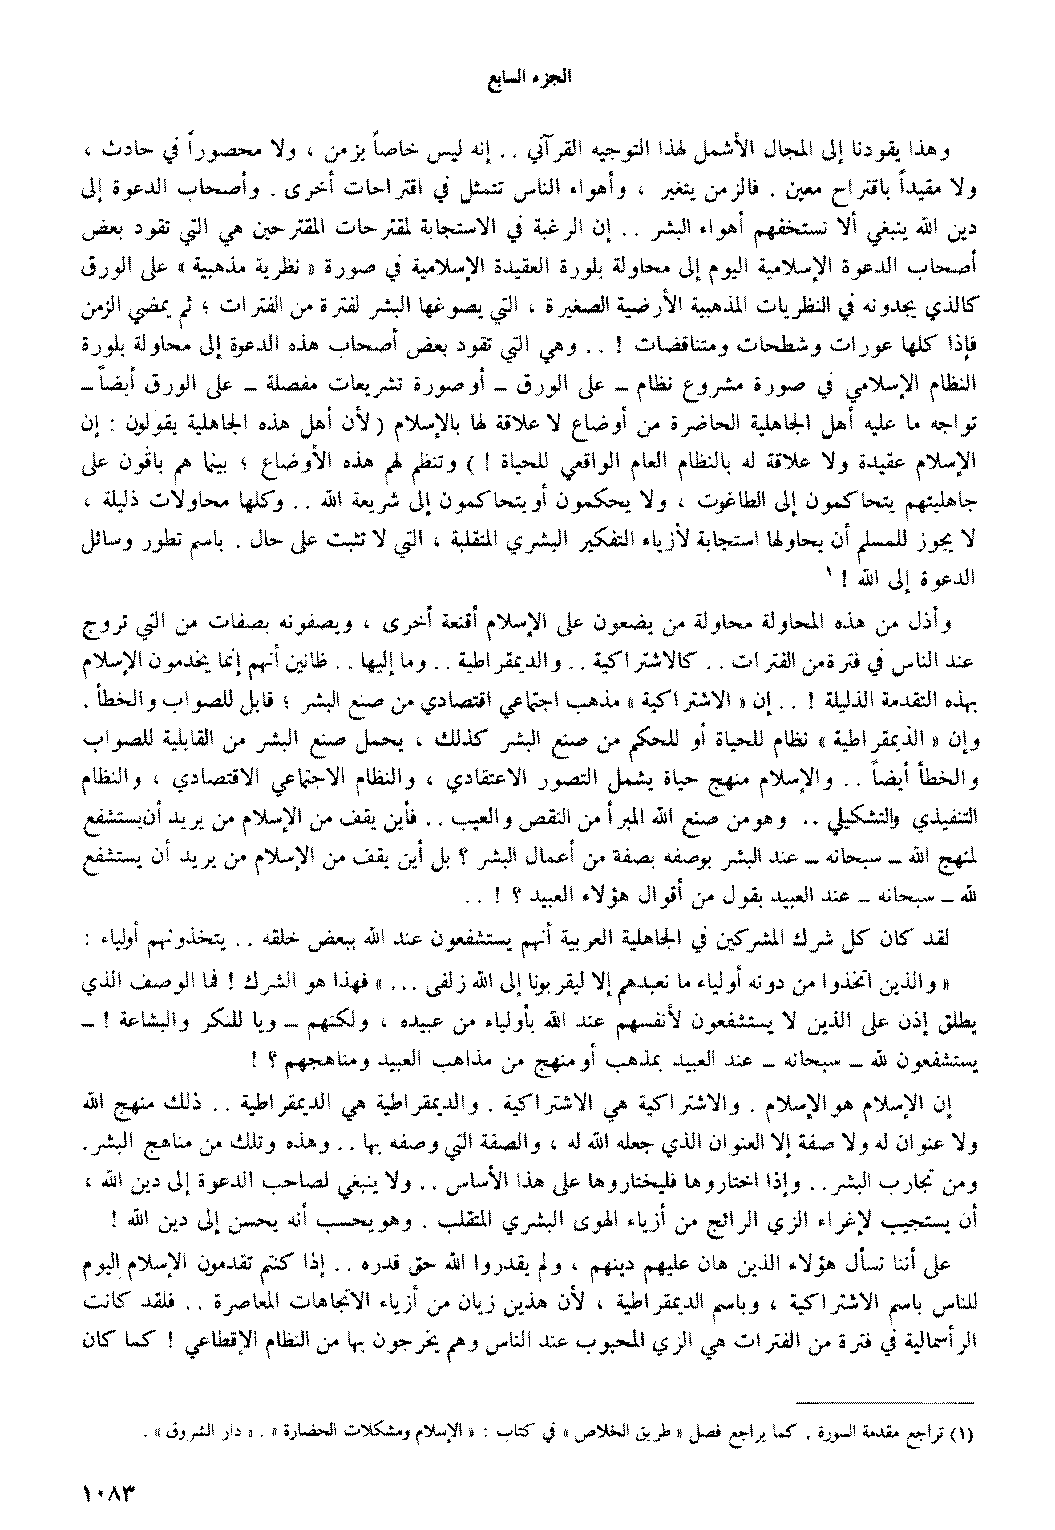 الجزء السابع
وهذا يقودنا إلى المجال الأشمل لهذا التوجيه القرآني .. إنه ليس خاصاً بزمن ، ولا محصوراً في حادث ،
ولا مقيداً باقتراح معين . فالزمن يتغير ، وأهواء الناس تتمثل في اقتراحات أخرى . وأصحاب الدعوة إلى
دين الله ينبغي ألا تستخفهم أهواء البشر .. إن الرغبة في الاستجابة لمقترحات المقترحين هي التي تقود بعض
أصحاب الدعوة الإسلامية اليوم إلى محاولة بلورة العقيدة الإسلامية في صورة « نظرية مذهبية » على الورق
كالذي يجدونه في النظريات المذهبية الأرضية الصغيرة ، التي يصوغها البشر لفترة من الفترات ؛ ثم يمضي الزمن
فإذا كلها عورات وشطحات ومتناقضات ! .. وهي التي تقود بعض أصحاب هذه الدعوة إلى محاولة بلورة
النظام الإسلامي في صورة مشروع نظام – على الورق – أو صورة تشريعات مفصلة – على الورق أيضاً –
تواجه ما عليه أهل الجاهلية الحاضرة من أوضاع لا علاقة لها بالإسلام ( لأن أهل هذه الجاهلية يقولون : إن
الإسلام عقيدة ولا علاقة له بالنظام العام الواقعي للحياة ! ) وتنظم لهم هذه الأوضاع ؛ بينما هم باقون على
جاهليتهم يتحاكمون إلى الطاغوت ، ولا يحكمون أو يتحاكمون إلى شريعة الله .. وكلها محاولات ذليلة ،
لا يجوز للمسلم أن يحاولها استجابة لأزياء التفكير البشري المتقلبة ، التي لا تثبت على حال . باسم تطور وسائل
الدعوة إلى الله ! ١
وأذل من هذه المحاولة محاولة من يضعون على الإسلام أقنعة أخرى ، ويصفونه بصفات من التي تروج
عند الناس في فترة من الفترات .. كالاشتراكية .. والديمقراطية .. وما إليها .. ظانين أنهم إنما يخدمون الإسلام
بهذه التقدمة الذليلة ! .. إن « الاشتراكية » مذهب اجتماعي اقتصادي من صنع البشر ؛ قابل للصواب والخطأ .
وإن « الديمقراطية » نظام للحياة أو للحكم من صنع البشر كذلك ، يحمل صنع البشر من القابلية للصواب
والخطأ أيضاً .. والإسلام منهج حياة يشمل التصور الاعتقادي ، والنظام الاجتماعي الاقتصادي ، والنظام
التنفيذي والتشكيلي .. وهو من صنع الله المبرأ من النقص والعيب .. فأين يقف من الإسلام من يريد أن يستشفع
لمنهج الله – سبحانه – عند البشر بوصفه بصفة من أعمال البشر ؟ بل أين يقف من الإسلام من يريد أن يستشفع
لله – سبحانه – عند العبيد بقول من أقوال هؤلاء العبيد ؟ ! ..
لقد كان كل شرك المشركين في الجاهلية العربية أنهم يستشفعون عند الله ببعض خلقه .. يتخذونهم أولياء :
« والذين اتخذوا من دونه أولياء ما نعبدهم إلا ليقربونا إلى الله زلفى ... » فهذا هو الشرك ! فما الوصف الذي
يطلق إذن على الذين لا يستشفعون لأنفسهم عند الله بأولياء من عبيده ، ولكنهم – ويا للنكر والبشاعة ! –
يستشفعون لله – سبحانه – عند العبيد بمذهب أو منهج من مذاهب العبيد ومناهجهم ؟ !
إن الإسلام هو الإسلام . والاشتراكية هي الاشتراكية . والديمقراطية هي الديمقراطية .. ذلك منهج الله
ولا عنوان له ولا صفة إلا العنوان الذي جعله الله له ، والصفة التي وصفه بها .. وهذه وتلك من مناهج البشر.
ومن تجارب البشر .. وإذا اختاروها فليختاروها على هذا الأساس .. ولا ينبغي لصاحب الدعوة إلى دين الله ،
أن يستجيب لإغراء الزي الرائج من أزياء الهوى البشري المتقلب . وهو يحسب أنه يحسن إلى دين الله !
على أننا نسأل هؤلاء الذين هان عليهم دينهم ، ولم يقدروا الله حق قدره .. إذا كنتم تقدمون الإسلام اليوم
للناس باسم الاشتراكية ، وباسم الديمقراطية ، لأن هذين زيان من أزياء الاتجاهات المعاصرة .. فلقد كانت
الرأسمالية في فترة من الفترات هي الزي المحبوب عند الناس وهم يخرجون بها من النظام الإقطاعي ! كما كان
(١) تراجع مقدمة السورة . كما يراجع فصل « طريق الخلاص » في كتاب : « الإسلام ومشكلات الحضارة » . « دار الشروق » .
١٠٨٣